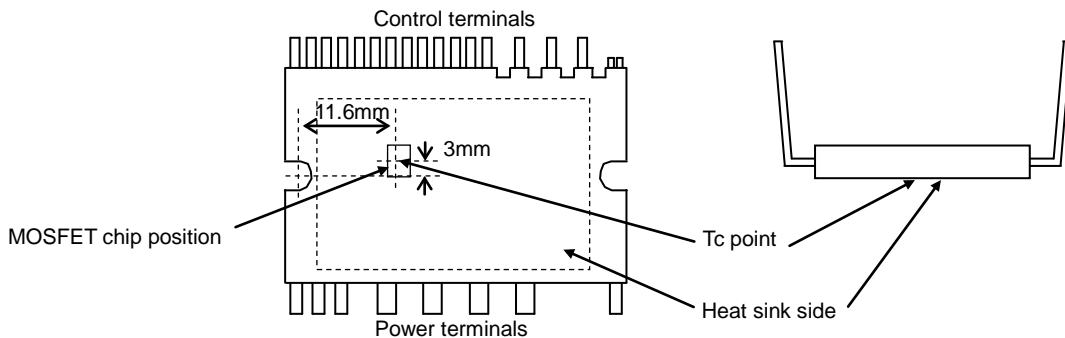 Control terminals
11.6mm
3mm
MOSFET chip position
Tc point
Heat sink side
Power terminals